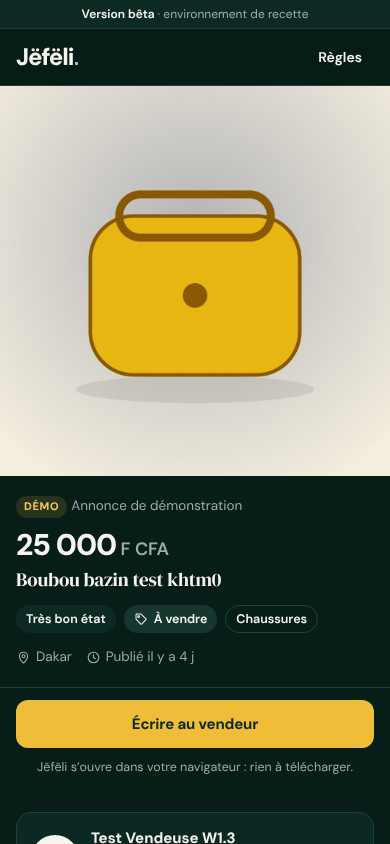 Version bêta · environnement de recette
Jëfëli.
Règles
DÉMO Annonce de démonstration
25 000 F CFA
Boubou bazin test khtm0
Très bon état À vendre Chaussures
Dakar Publié il y a 4 j
Écrire au vendeur
Jëfëli s’ouvre dans votre navigateur : rien à télécharger.
Test Vendeuse W1.3